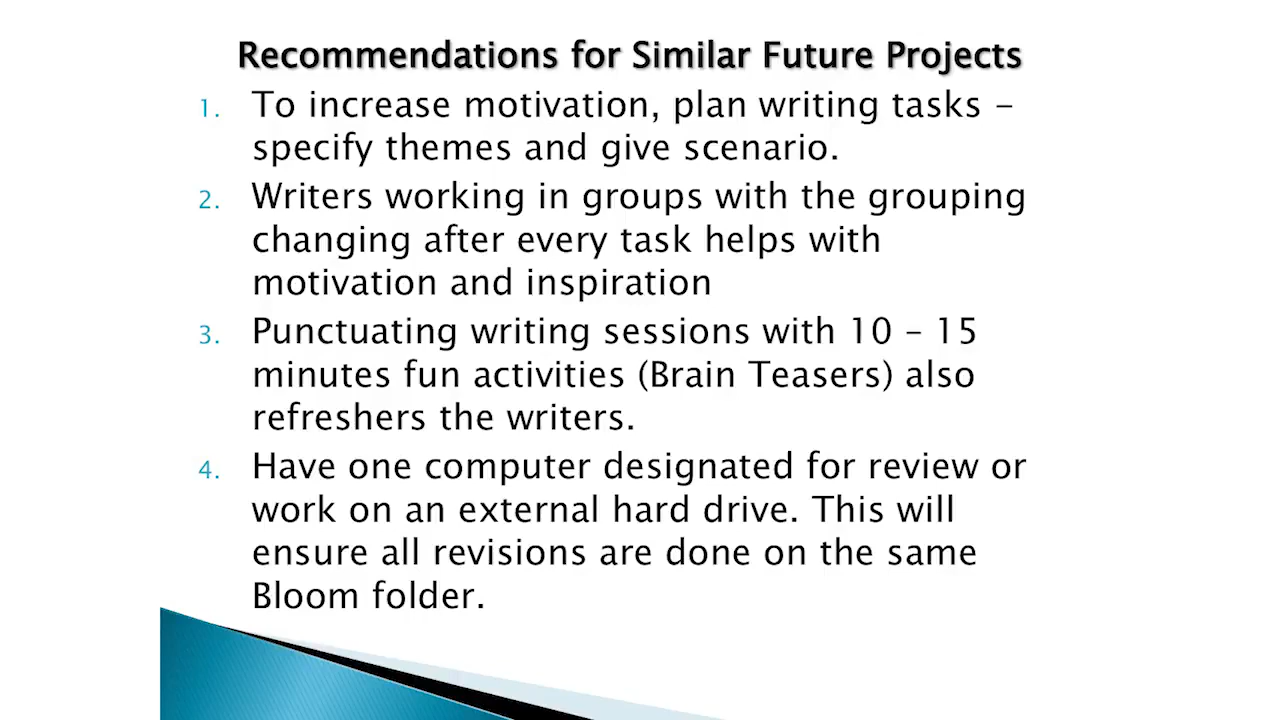 Recommendations for Similar Future Projects
1. To increase motivation, plan writing tasks -
specify themes and give scenario.
2. Writers working in groups with the grouping
changing after every task helps with
motivation and inspiration
3. Punctuating writing sessions with 10 – 15
minutes fun activities (Brain Teasers) also
refreshers the writers.
4. Have one computer designated for review or
work on an external hard drive. This will
ensure all revisions are done on the same
Bloom folder.